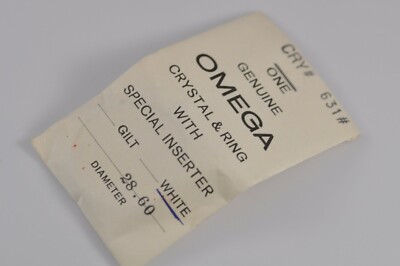 CRY# 631#
ONE
GENUINE
OMEGA
CRYSTAL & RING
WITH
SPECIAL INSERTER
GILT WHITE
28.60
DIAMETER